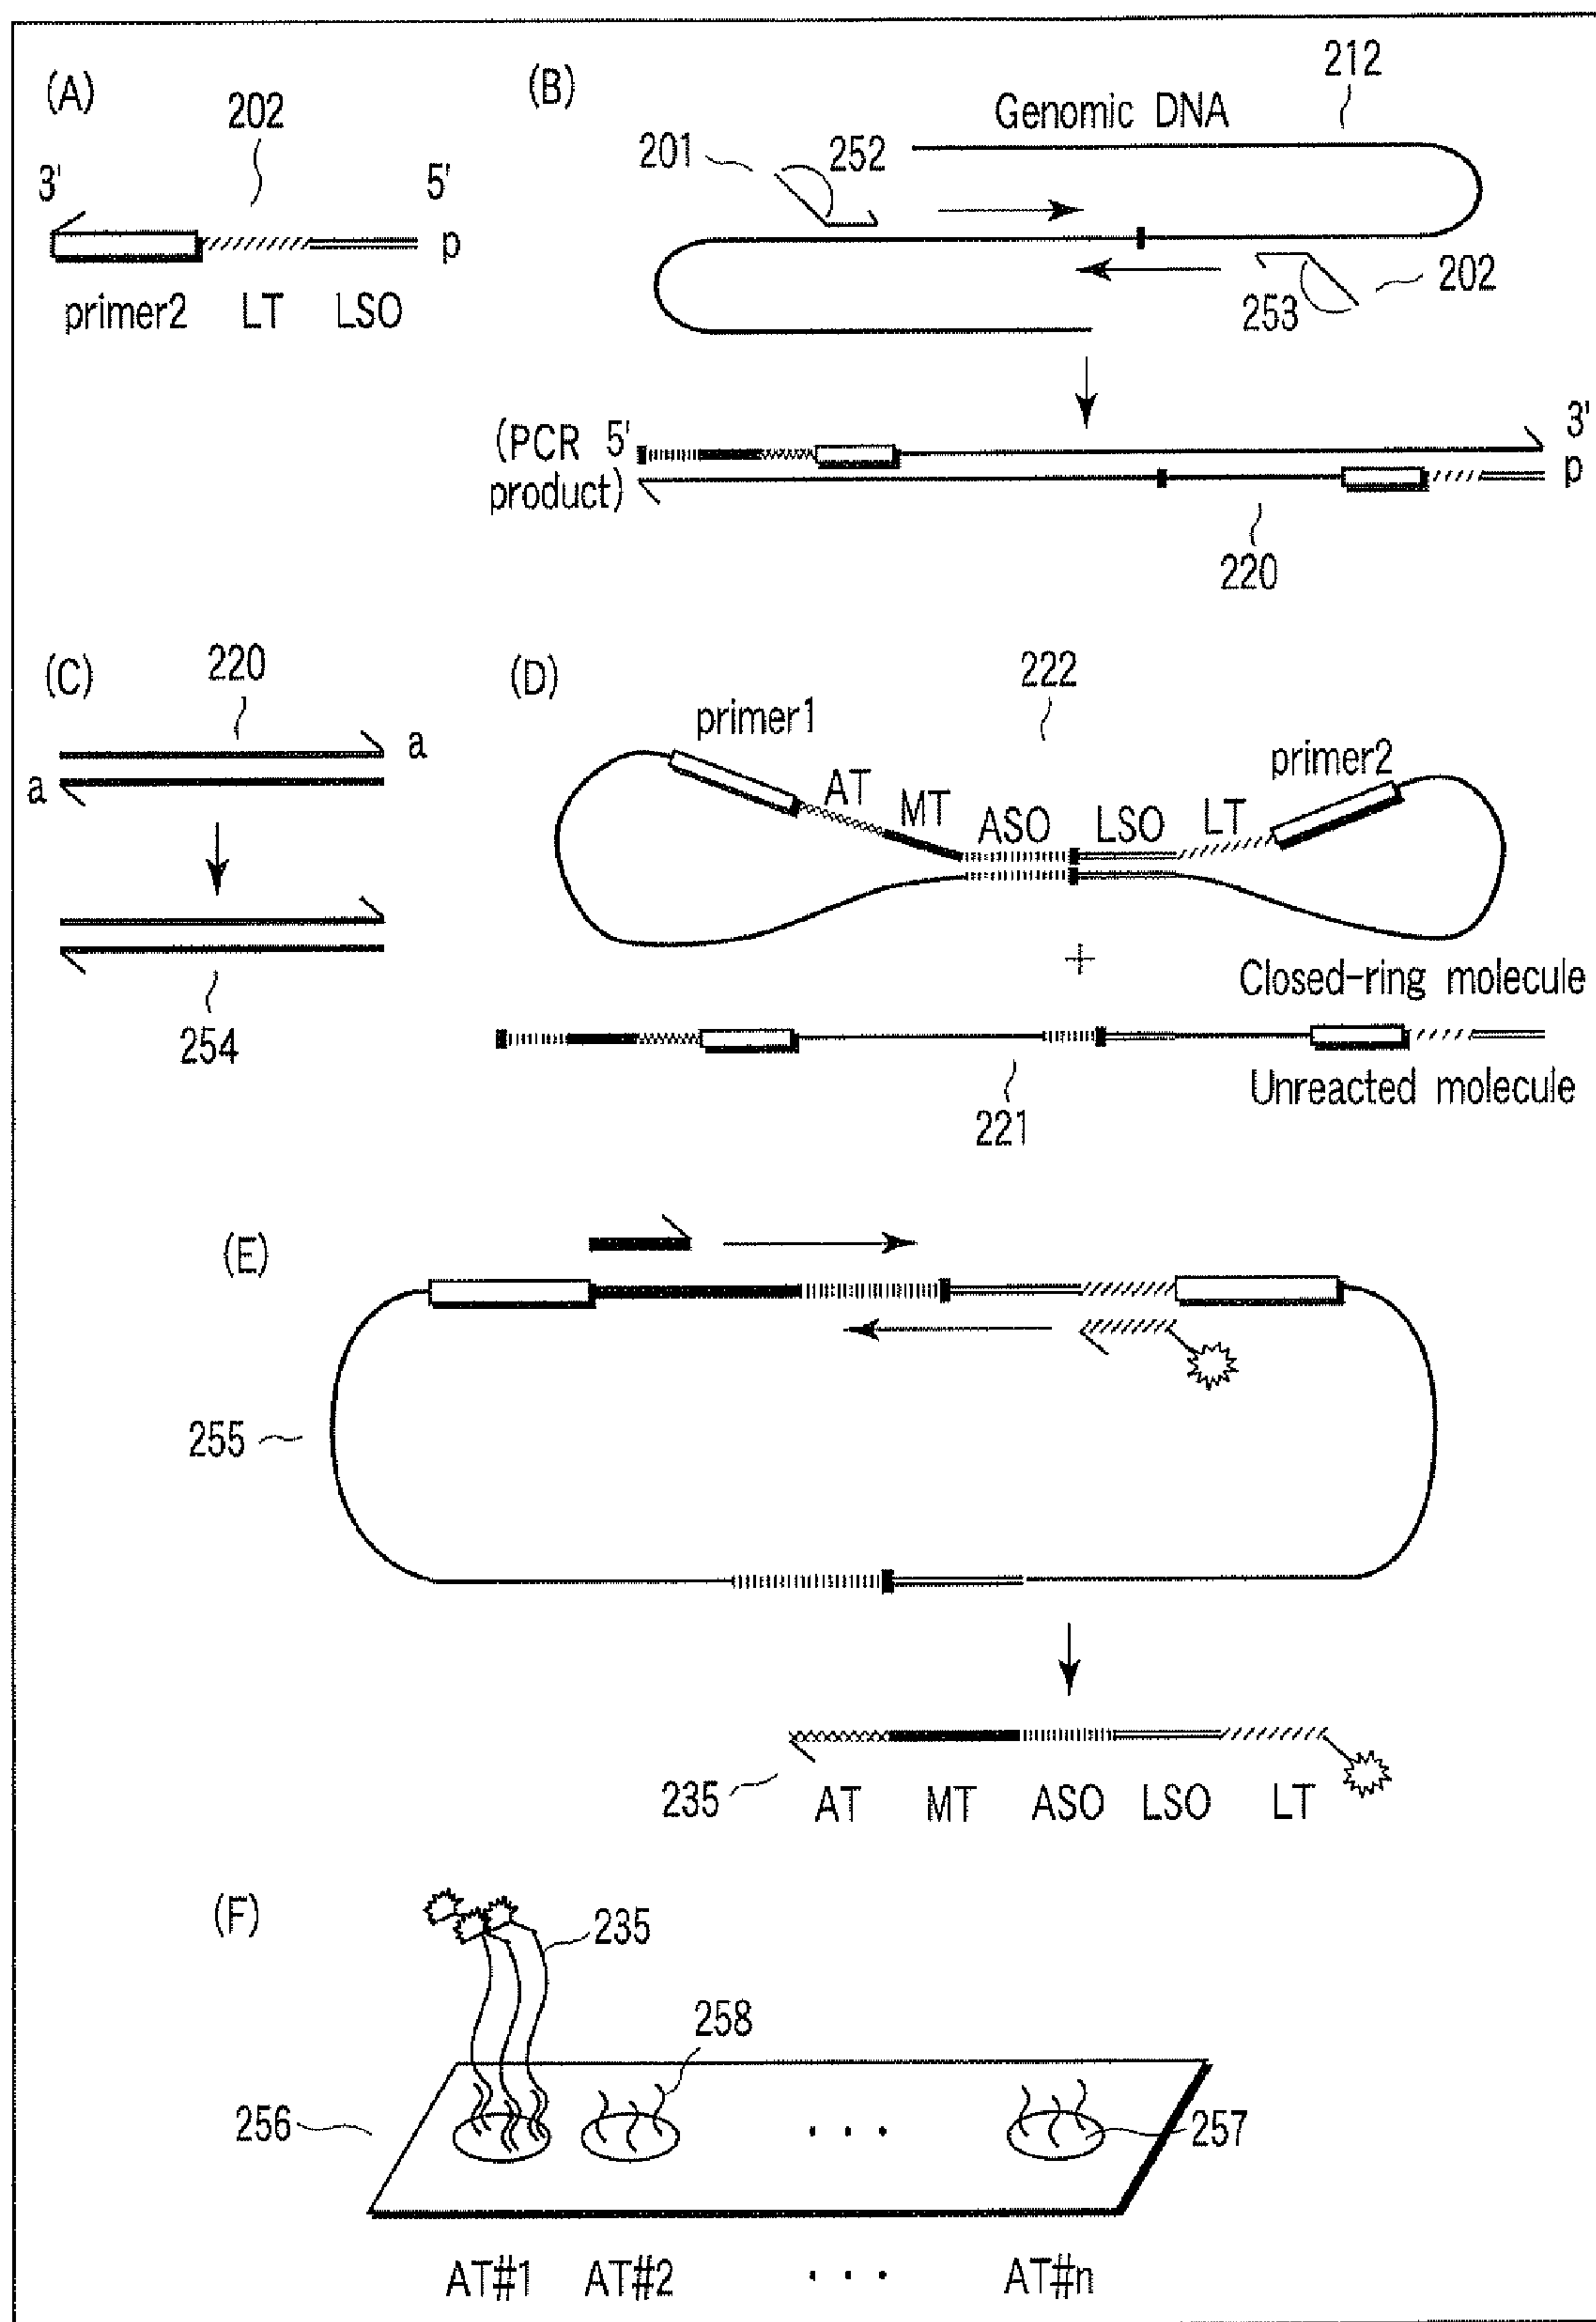 (A)
202
3'
5'
p
primer2 LT LSO
(B)
212
Genomic DNA
201
252
202
253
(PCR 5'
product)
3'
p
220
(C)
220
a
a
254
(D)
222
primer1
AT
MT
ASO
LSO
LT
primer2
+
Closed-ring molecule
Unreacted molecule
221
(E)
255
235
AT MT ASO LSO LT
(F)
235
258
256
. . .
257
AT#1 AT#2 . . . AT#n